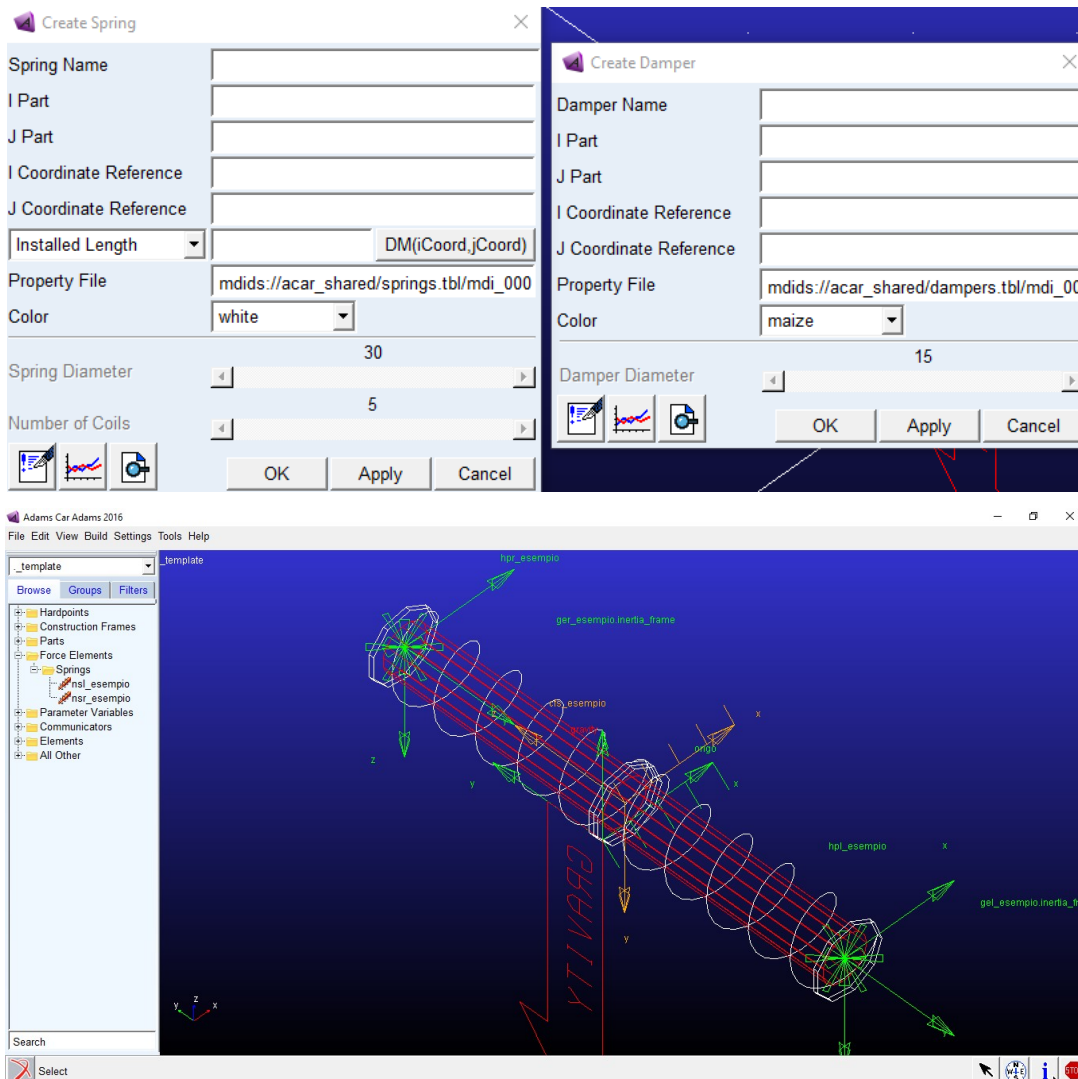 Create Spring
Spring Name
I Part
J Part
I Coordinate Reference
J Coordinate Reference
Installed Length DM(iCoord,jCoord)
Property File mdids://acar_shared/springs.tbl/mdi_000
Color white
30
Spring Diameter
5
Number of Coils
OK Apply Cancel
Create Damper
Damper Name
I Part
J Part
I Coordinate Reference
J Coordinate Reference
Property File mdids://acar_shared/dampers.tbl/mdi_00
Color maize
15
Damper Diameter
OK Apply Cancel
Adams Car Adams 2016
File Edit View Build Settings Tools Help
._template
_template
Browse Groups Filters
Hardpoints
Construction Frames
Parts
Force Elements
Springs
nsl_esempio
nsr_esempio
Parameter Variables
Communicators
Elements
All Other
Search
Select
hpr_esempio
ger_esempio.inertia_frame
cfs_esempio
x
gravity
origo
z
y
x
hpl_esempio
x
gel_esempio.inertia_fr
y
GRAVITY
y z x
N
W E
S
i
STO